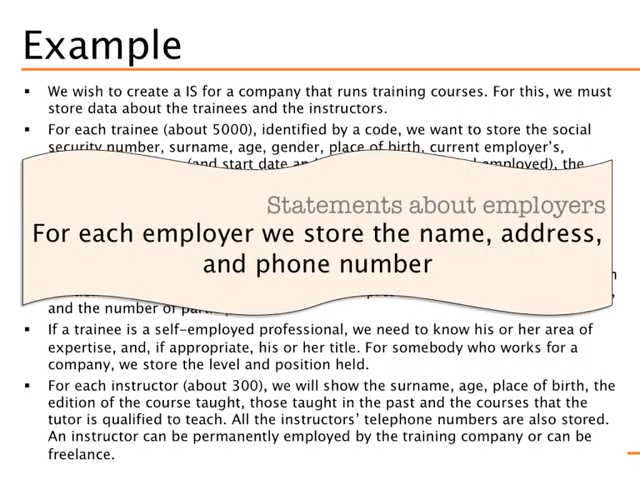 Example
▪ We wish to create a IS for a company that runs training courses. For this, we must
store data about the trainees and the instructors.
▪ For each trainee (about 5000), identified by a code, we want to store the social
security number, surname, age, gender, place of birth, current employer's,
(and start date and employed), the
Statements about employers
For each employer we store the name, address,
and phone number
and the number of
▪ If a trainee is a self-employed professional, we need to know his or her area of
expertise, and, if appropriate, his or her title. For somebody who works for a
company, we store the level and position held.
▪ For each instructor (about 300), we will show the surname, age, place of birth, the
edition of the course taught, those taught in the past and the courses that the
tutor is qualified to teach. All the instructors' telephone numbers are also stored.
An instructor can be permanently employed by the training company or can be
freelance.